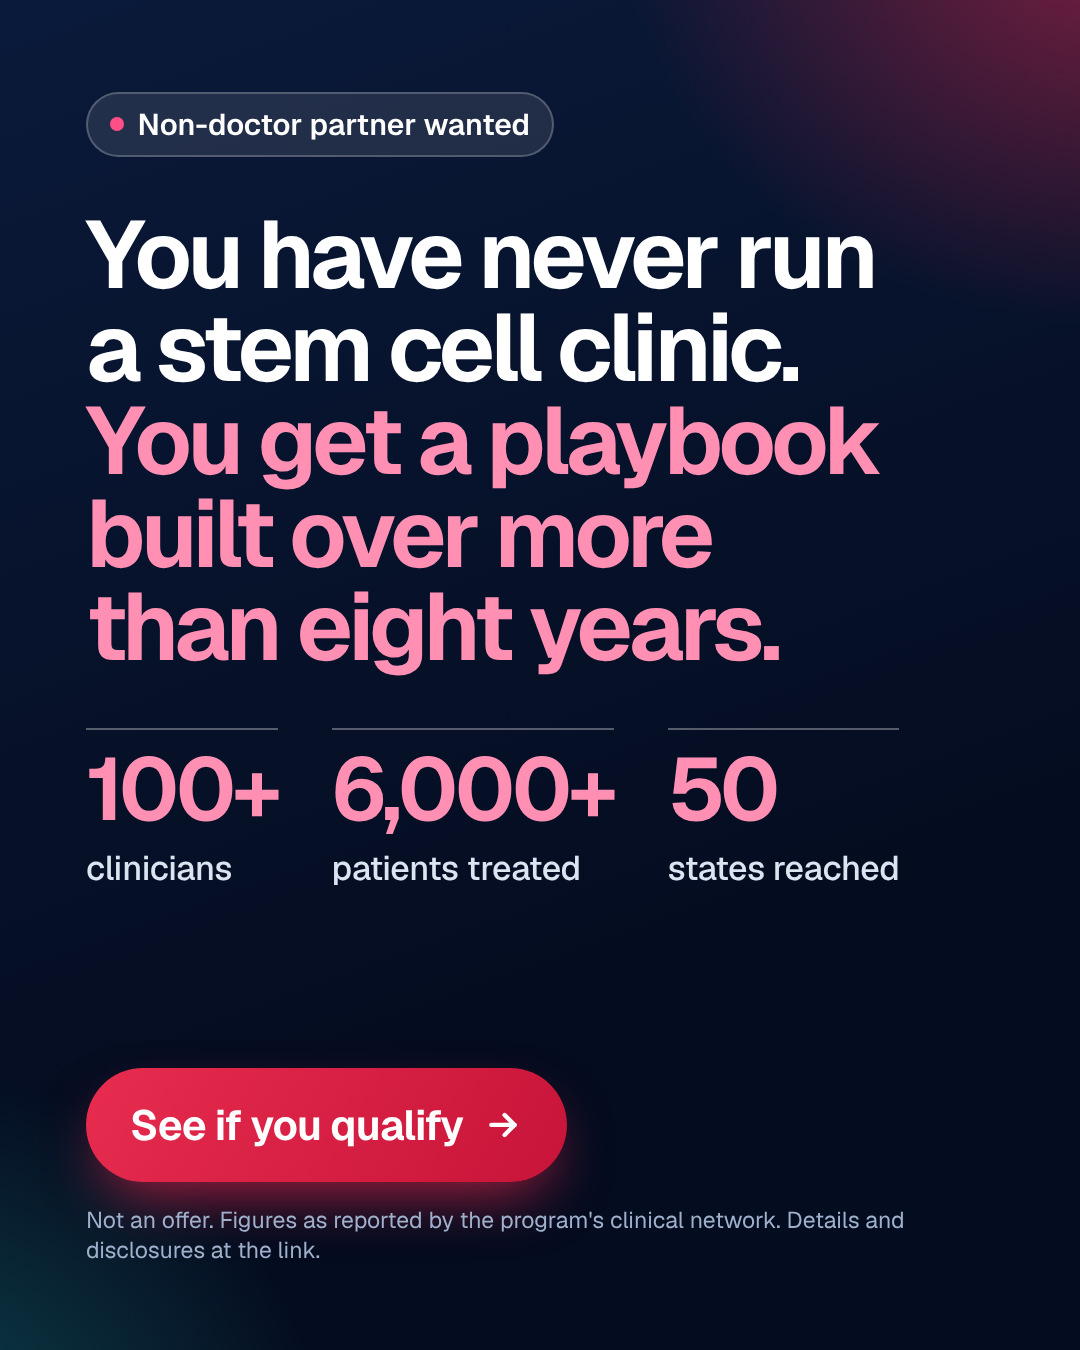 Non-doctor partner wanted
You have never run
a stem cell clinic.
You get a playbook
built over more
than eight years.
100+ 6,000+ 50
clinicians patients treated states reached
See if you qualify →
Not an offer. Figures as reported by the program's clinical network. Details and
disclosures at the link.